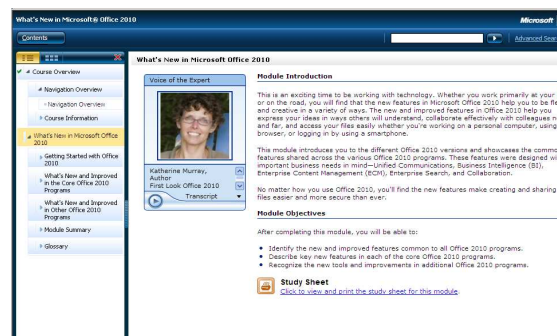 What's New in Microsoft® Office 2010
Microsoft
Contents
Advanced Sear
Course Overview
Navigation Overview
Navigation Overview
Course Information
What's New in Microsoft Office
2010
Getting Started with Office
2010
What's New and Improved
in the Core Office 2010
Programs
What's New and Improved
in Other Office 2010
Programs
Module Summary
Glossary
What's New in Microsoft Office 2010
Voice of the Expert
Katherine Murray,
Author
First Look Office 2010
Transcript
Module Introduction
This is an exciting time to be working with technology. Whether you work primarily at your
or on the road, you will find that the new features in Microsoft Office 2010 help you to be fle
and creative in a variety of ways. The new and improved features in Office 2010 help you
express your ideas in ways others will understand, collaborate effectively with colleagues n
and far, and access your files easily whether you're working on a personal computer, using
browser, or logging in by using a smartphone.
This module introduces you to the different Office 2010 versions and showcases the commo
features shared across the various Office 2010 programs. These features were designed wi
important business needs in mind—Unified Communications, Business Intelligence (BI),
Enterprise Content Management (ECM), Enterprise Search, and Collaboration.
No matter how you use Office 2010, you'll find the new features make creating and sharing
files easier and more secure than ever.
Module Objectives
After completing this module, you will be able to:
• Identify the new and improved features common to all Office 2010 programs.
• Describe key new features in each of the core Office 2010 programs.
• Recognize the new tools and improvements in additional Office 2010 programs.
Study Sheet
Click to view and print the study sheet for this module.